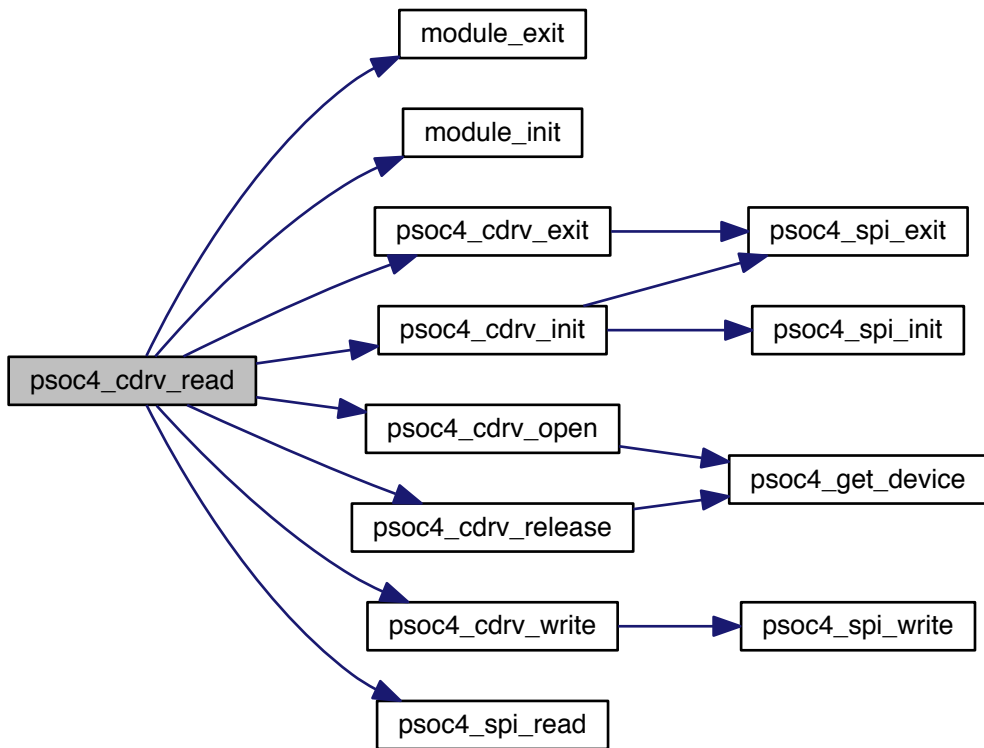 module_exit
module_init
psoc4_cdrv_exit
psoc4_spi_exit
psoc4_cdrv_init
psoc4_spi_init
psoc4_cdrv_read
psoc4_cdrv_open
psoc4_get_device
psoc4_cdrv_release
psoc4_cdrv_write
psoc4_spi_write
psoc4_spi_read